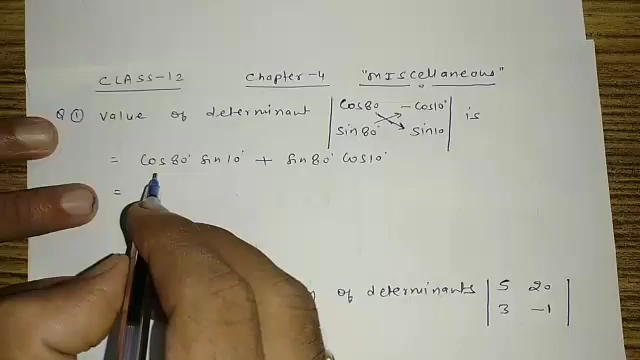 CLASS-12 Chapter-4 "Miscellaneous"
Q ① Value of determinant | cos80 -cos10° | is
| sin80° sin10 |
= cos80° sin10° + sin80° cos10°
=
of determinants | 5 20 |
| 3 -1 |